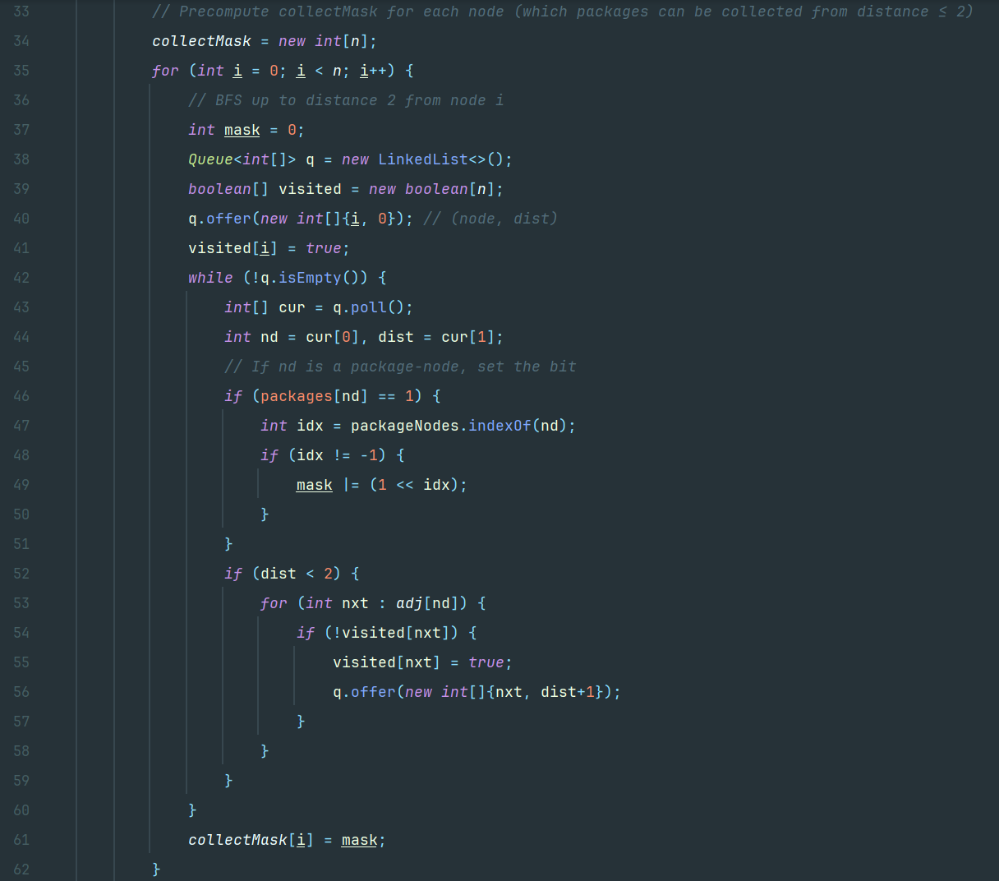 33 // Precompute collectMask for each node (which packages can be collected from distance ≤ 2)
34 collectMask = new int[n];
35 for (int i = 0; i < n; i++) {
36 // BFS up to distance 2 from node i
37 int mask = 0;
38 Queue<int[]> q = new LinkedList<>();
39 boolean[] visited = new boolean[n];
40 q.offer(new int[]{i, 0}); // (node, dist)
41 visited[i] = true;
42 while (!q.isEmpty()) {
43 int[] cur = q.poll();
44 int nd = cur[0], dist = cur[1];
45 // If nd is a package-node, set the bit
46 if (packages[nd] == 1) {
47 int idx = packageNodes.indexOf(nd);
48 if (idx != -1) {
49 mask |= (1 << idx);
50 }
51 }
52 if (dist < 2) {
53 for (int nxt : adj[nd]) {
54 if (!visited[nxt]) {
55 visited[nxt] = true;
56 q.offer(new int[]{nxt, dist+1});
57 }
58 }
59 }
60 }
61 collectMask[i] = mask;
62 }